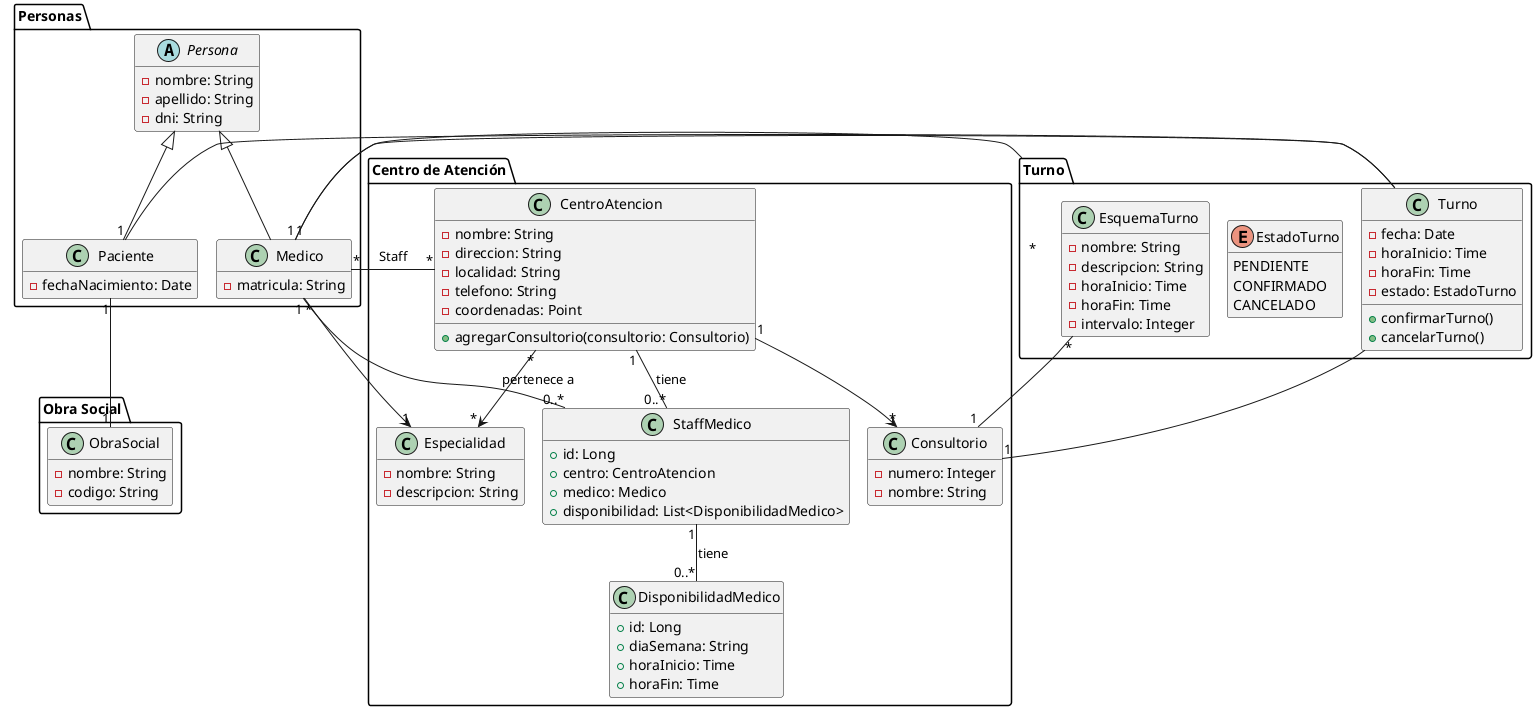 Personas
Persona
nombre: String
apellido: String
dni: String
Paciente
fechaNacimiento: Date
Medico
matricula: String
1
1
1
*
Staff
*
1
1
*
Obra Social
1
ObraSocial
nombre: String
codigo: String
Centro de Atención
CentroAtencion
nombre: String
direccion: String
localidad: String
telefono: String
coordenadas: Point
agregarConsultorio(consultorio: Consultorio)
*
1
1
pertenece a
tiene
1
*
0..*
0..*
*
Especialidad
nombre: String
descripcion: String
StaffMedico
id: Long
centro: CentroAtencion
medico: Medico
disponibilidad: List<DisponibilidadMedico>
1
tiene
0..*
DisponibilidadMedico
id: Long
diaSemana: String
horaInicio: Time
horaFin: Time
1
1
Consultorio
numero: Integer
nombre: String
Turno
*
EsquemaTurno
nombre: String
descripcion: String
horaInicio: Time
horaFin: Time
intervalo: Integer
*
EstadoTurno
PENDIENTE
CONFIRMADO
CANCELADO
Turno
fecha: Date
horaInicio: Time
horaFin: Time
estado: EstadoTurno
confirmarTurno()
cancelarTurno()